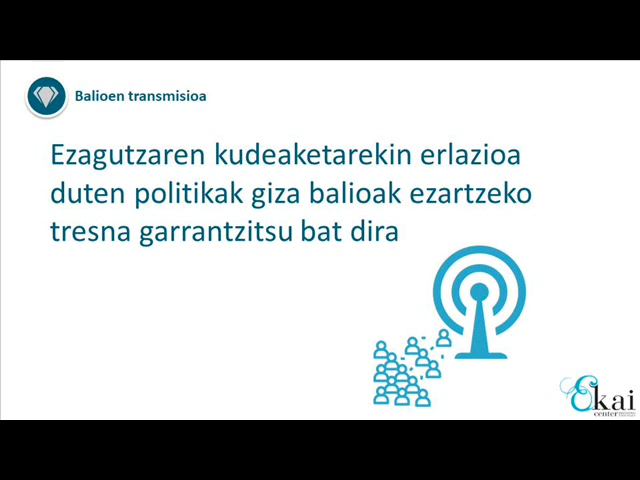 Balioen transmisioa
Ezagutzaren kudeaketarekin erlazioa
duten politikak giza balioak ezartzeko
tresna garrantzitsu bat dira
Ekai
center